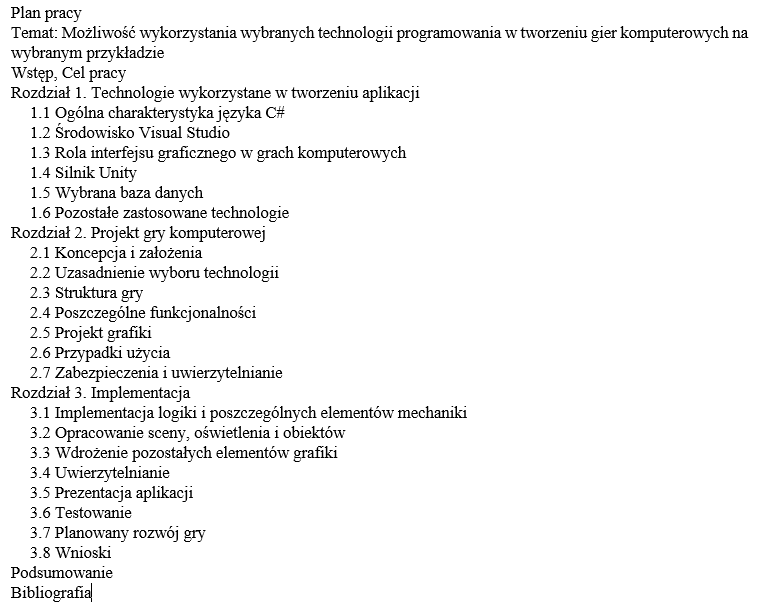 Plan pracy
Temat: Możliwość wykorzystania wybranych technologii programowania w tworzeniu gier komputerowych na
wybranym przykładzie
Wstęp, Cel pracy
Rozdział 1. Technologie wykorzystane w tworzeniu aplikacji
1.1 Ogólna charakterystyka języka C#
1.2 Środowisko Visual Studio
1.3 Rola interfejsu graficznego w grach komputerowych
1.4 Silnik Unity
1.5 Wybrana baza danych
1.6 Pozostałe zastosowane technologie
Rozdział 2. Projekt gry komputerowej
2.1 Koncepcja i założenia
2.2 Uzasadnienie wyboru technologii
2.3 Struktura gry
2.4 Poszczególne funkcjonalności
2.5 Projekt grafiki
2.6 Przypadki użycia
2.7 Zabezpieczenia i uwierzytelnianie
Rozdział 3. Implementacja
3.1 Implementacja logiki i poszczególnych elementów mechaniki
3.2 Opracowanie sceny, oświetlenia i obiektów
3.3 Wdrożenie pozostałych elementów grafiki
3.4 Uwierzytelnianie
3.5 Prezentacja aplikacji
3.6 Testowanie
3.7 Planowany rozwój gry
3.8 Wnioski
Podsumowanie
Bibliografia